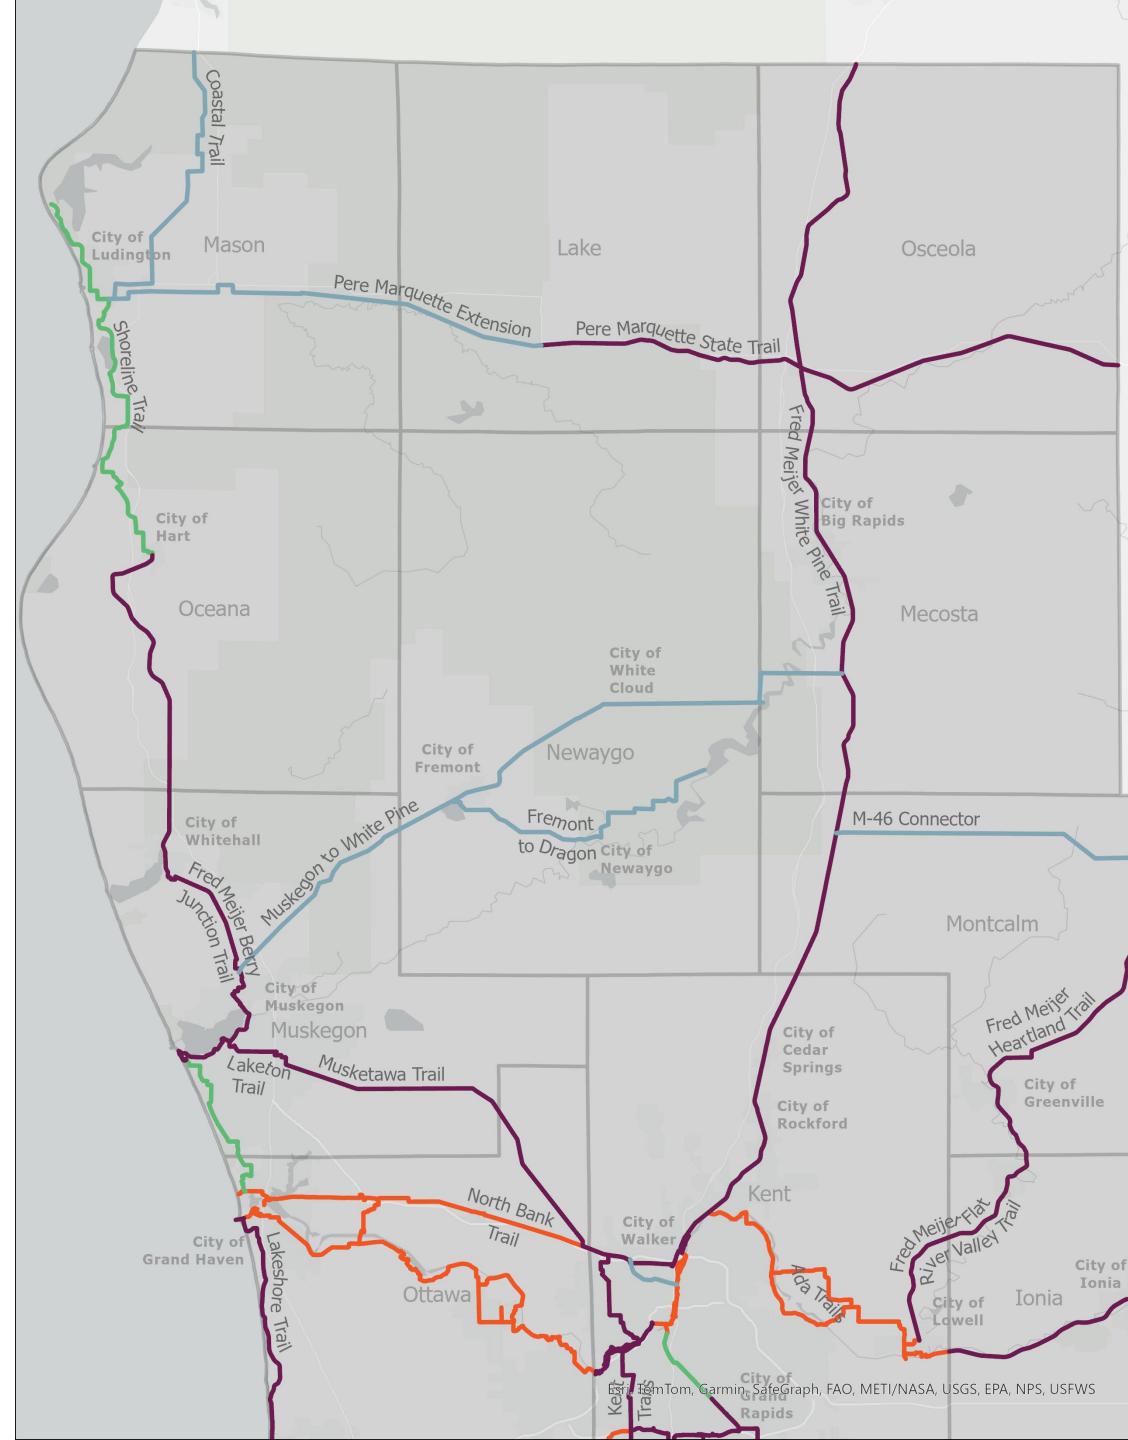 Coastal Trail
City of
Ludington
Mason
Lake
Osceola
Pere Marquette Extension
Pere Marquette State Trail
Shoreline Trail
Fred Meijer White Pine Trail
City of
Big Rapids
City of
Hart
Oceana
Mecosta
City of
White
Cloud
City of
Fremont
Newaygo
Muskegon to White Pine
Fremont
to Dragon
City of
Newaygo
M-46 Connector
City of
Whitehall
Fred Meijer Berry
Junction Trail
Montcalm
City of
Muskegon
Muskegon
Fred Meijer
Heartland Trail
City of
Cedar
Springs
Laketon
Trail
Musketawa Trail
City of
Greenville
City of
Rockford
Kent
North Bank
Trail
City of
Walker
Fred Meijer Flat
River Valley Trail
City of
Grand Haven
Lakeshore Trail
Ottawa
Ada Trails
City of
Ionia
Ionia
City of
Lowell
Kent
Trails
City of
Grand
Rapids
Esri, TomTom, Garmin, SafeGraph, FAO, METI/NASA, USGS, EPA, NPS, USFWS